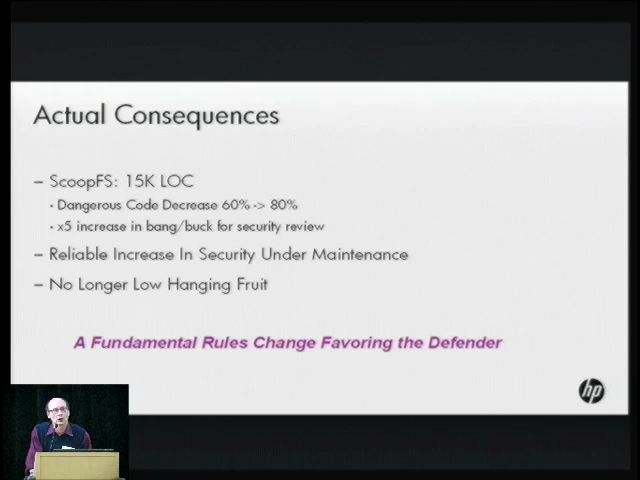 Actual Consequences
– ScoopFS: 15K LOC
· Dangerous Code Decrease 60% -> 80%
· x5 increase in bang/buck for security review
– Reliable Increase In Security Under Maintenance
– No Longer Low Hanging Fruit
A Fundamental Rules Change Favoring the Defender
hp